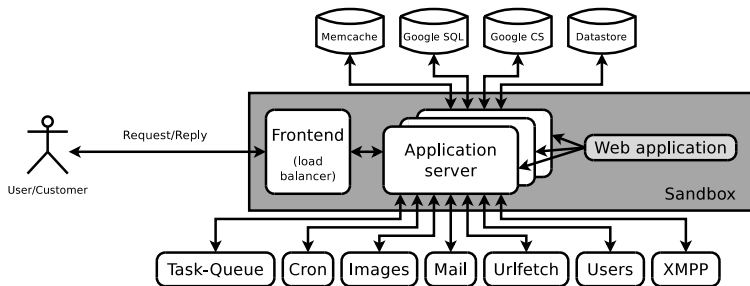 Memcache
Google SQL
Google CS
Datastore
Request/Reply
User/Customer
Frontend
(load
balancer)
Application
server
Web application
Sandbox
Task-Queue
Cron
Images
Mail
Urlfetch
Users
XMPP